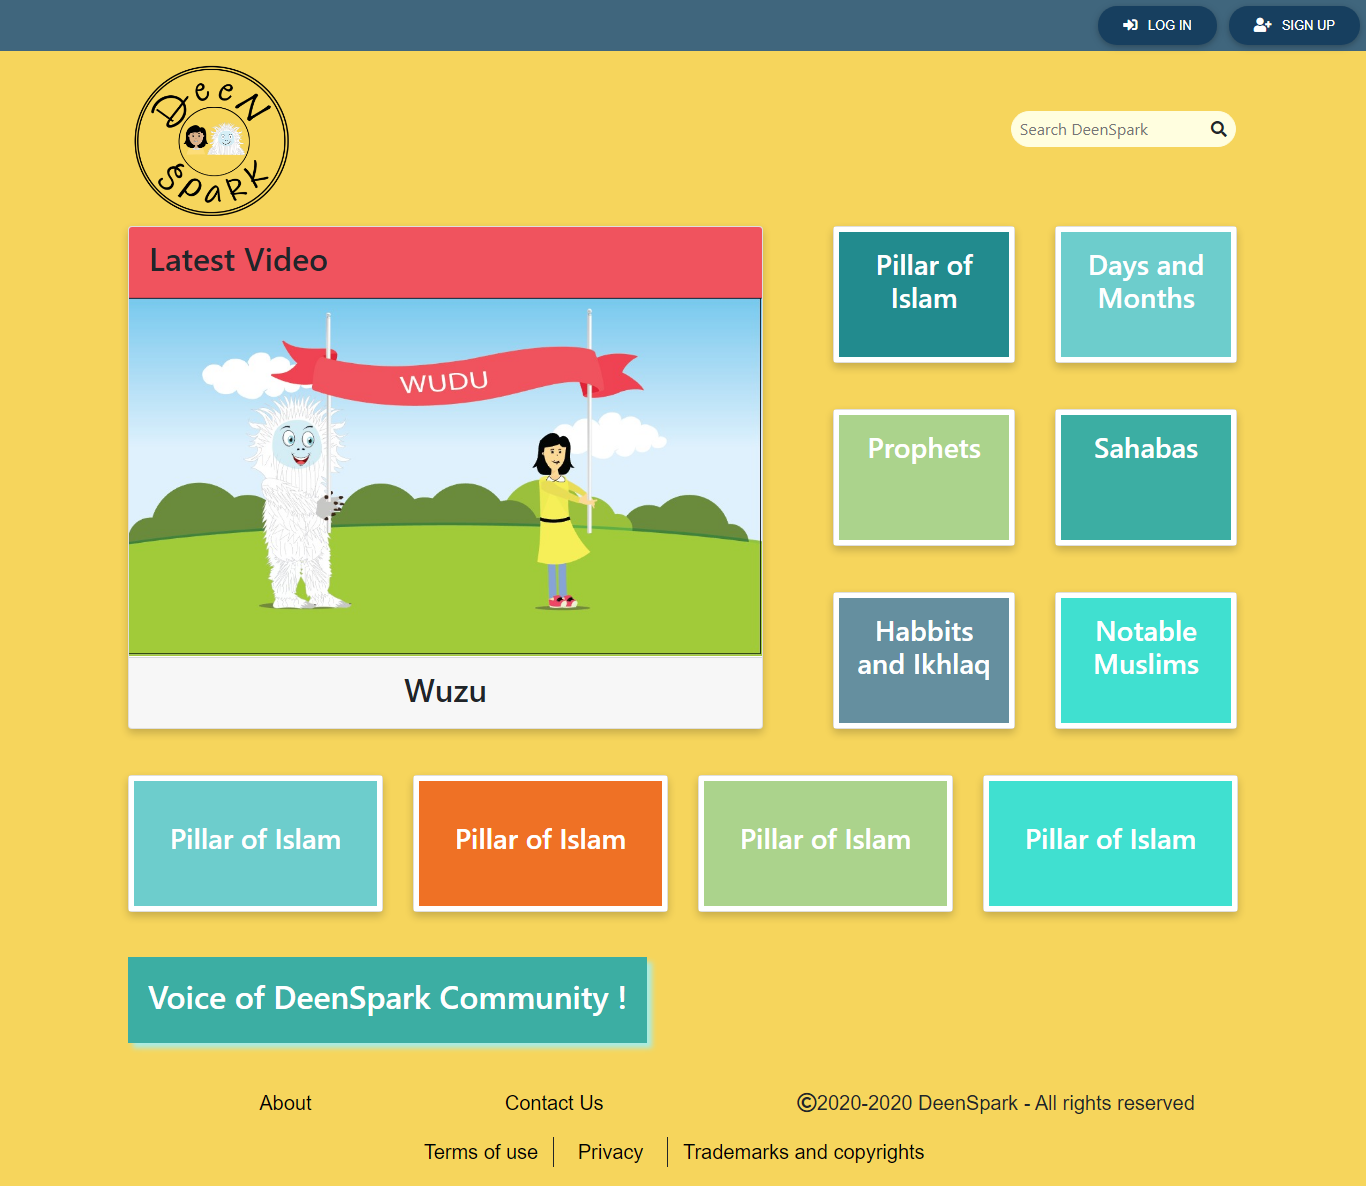 LOG IN
SIGN UP
DeeN
SpaRK
Search DeenSpark
Latest Video
WUDU
Wuzu
Pillar of
Islam
Days and
Months
Prophets
Sahabas
Habbits
and Ikhlaq
Notable
Muslims
Pillar of Islam
Pillar of Islam
Pillar of Islam
Pillar of Islam
Voice of DeenSpark Community !
About
Contact Us
©2020-2020 DeenSpark - All rights reserved
Terms of use
Privacy
Trademarks and copyrights